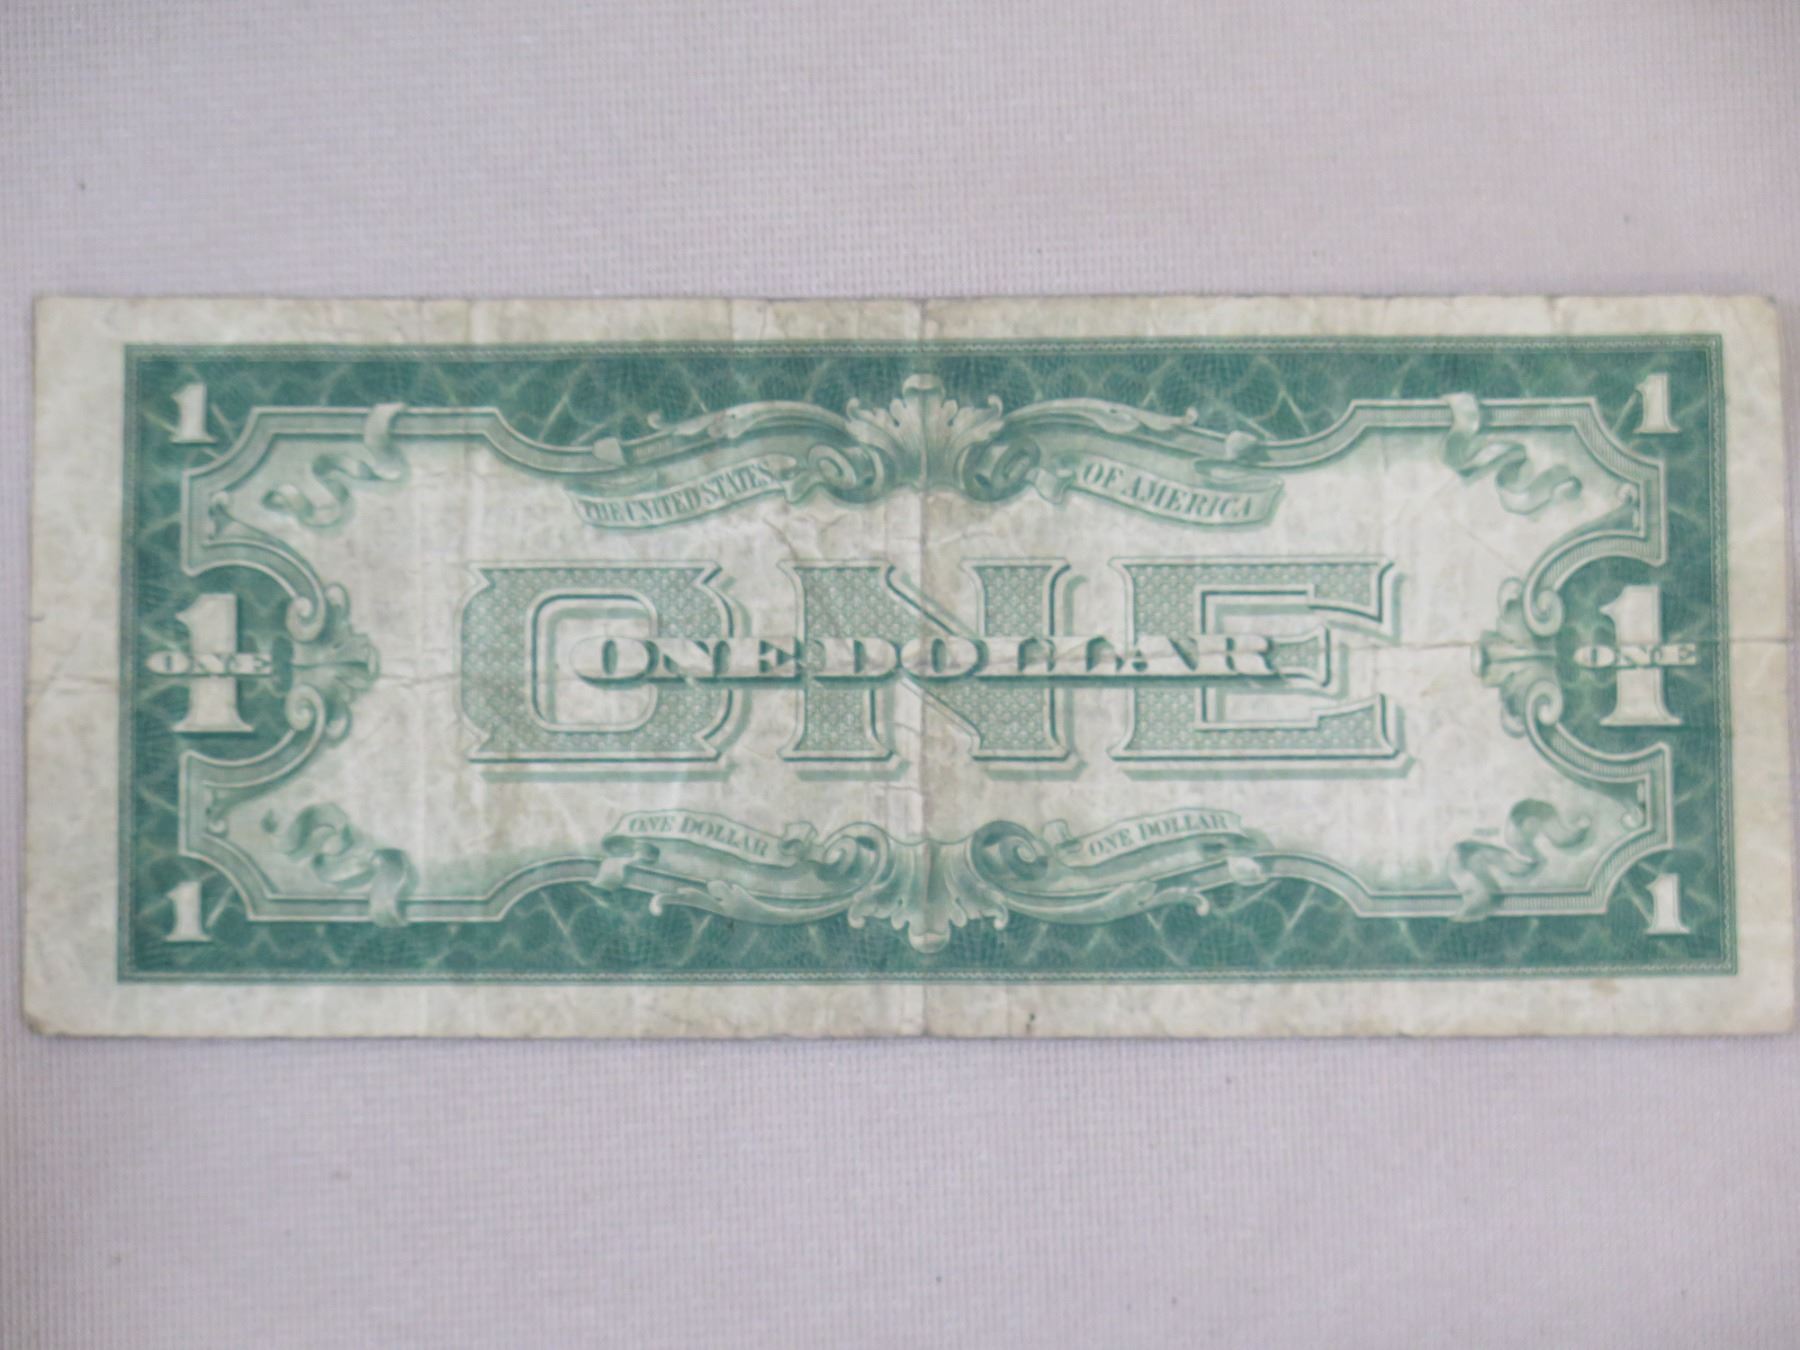 1 1
THE UNITED STATES OF AMERICA
ONE
1 ONE ONE DOLLAR 1 ONE
ONE DOLLAR ONE DOLLAR
1 1